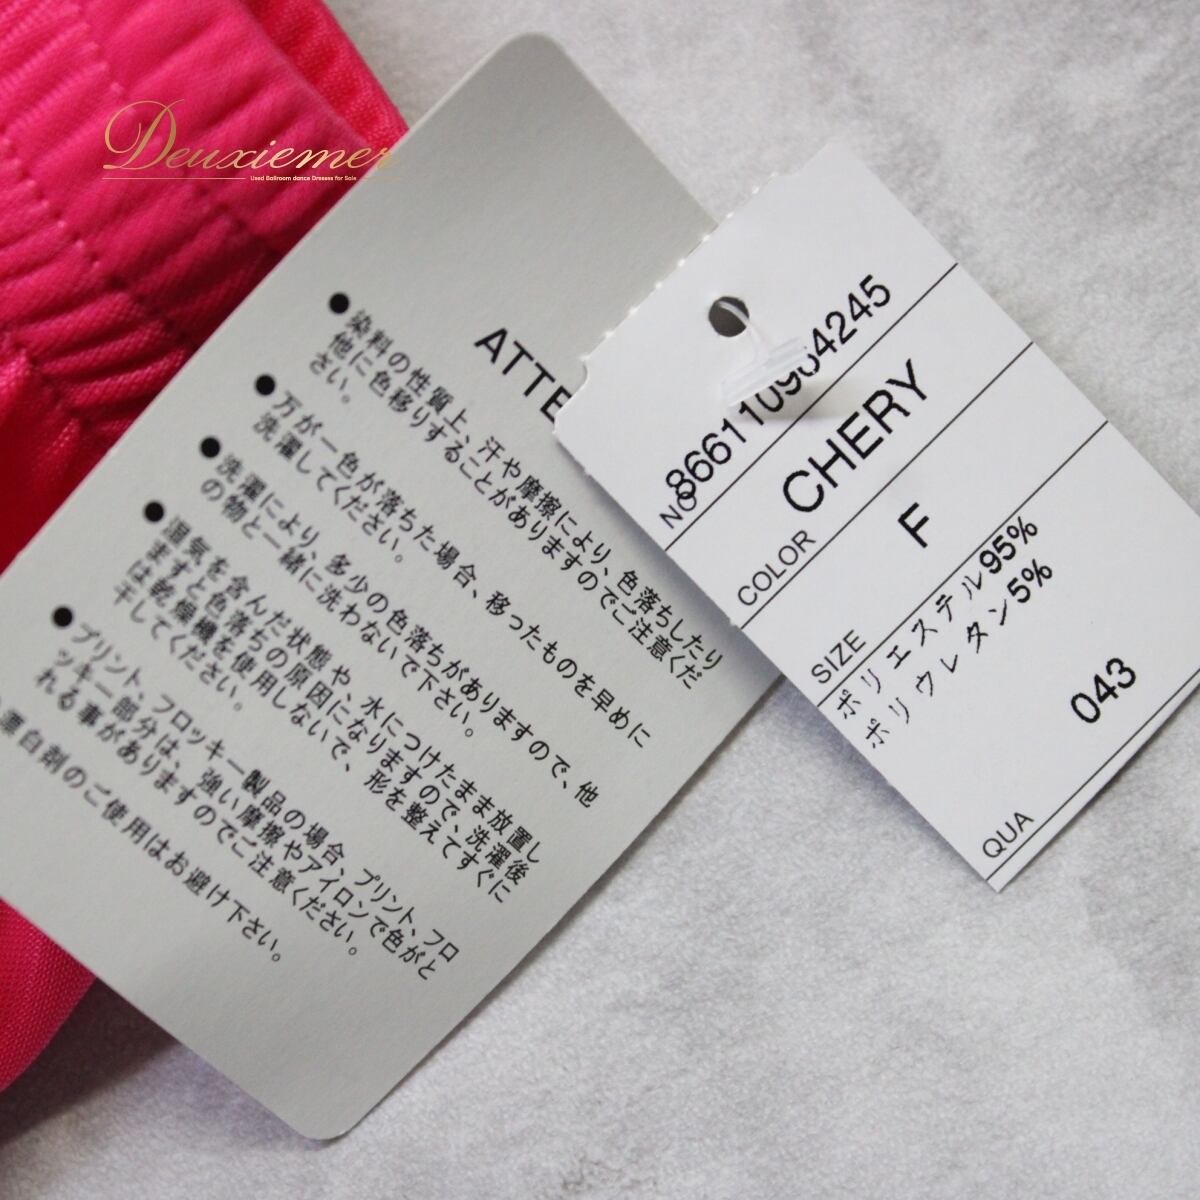 Deuxiemer
Used Ballroom dance Dresses for Sale
ATTE
●染料の性質上、汗や摩擦により、色落ちしたり
他に色移りすることがありますのでご注意くだ
さい。
●万が一色が落ちた場合、移ったものを早めに
洗濯してください。
●洗濯により、多少の色落ちがありますので、他
の物と一緒に洗わないで下さい。
●湿気を含んだ状態や、水につけたまま放置し
ますと色落ちの原因になりますので、洗濯後
は乾燥機を使用しないで、形を整えてすぐに
干してください。
●プリント、フロッキー製品の場合、プリント、フロ
ッキー部分は、強い摩擦やアイロンで色がと
れる事がありますのでご注意ください。
●漂白剤のご使用はお避け下さい。
NO
COLOR CHERY
SIZE F
ポリエステル95%
ポリウレタン5%
QUA 043